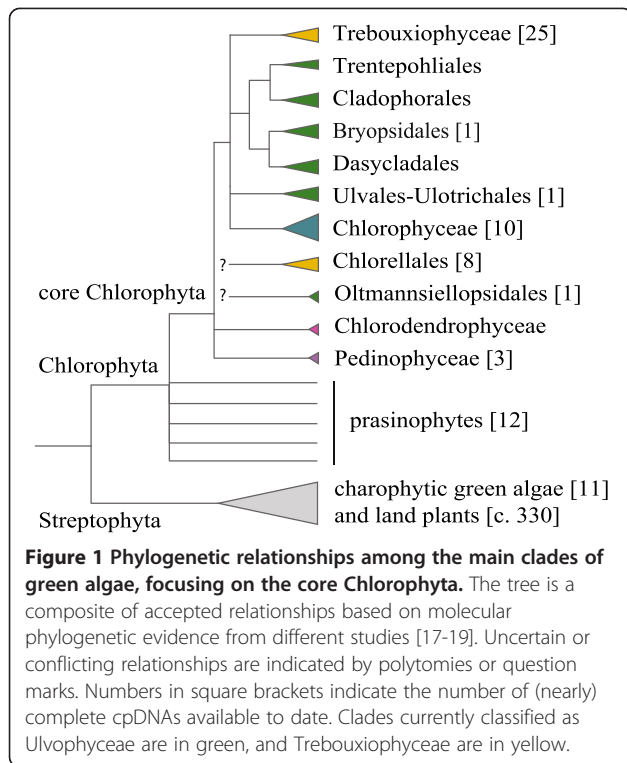 Trebouxiophyceae [25]
Trentepohliales
Cladophorales
Bryopsidales [1]
Dasycladales
Ulvales-Ulotrichales [1]
Chlorophyceae [10]
? Chlorellales [8]
core Chlorophyta ? Oltmannsiellopsidales [1]
Chlorodendrophyceae
Pedinophyceae [3]
Chlorophyta
prasinophytes [12]
charophytic green algae [11]
and land plants [c. 330]
Streptophyta
Figure 1 Phylogenetic relationships among the main clades of
green algae, focusing on the core Chlorophyta. The tree is a
composite of accepted relationships based on molecular
phylogenetic evidence from different studies [17-19]. Uncertain or
conflicting relationships are indicated by polytomies or question
marks. Numbers in square brackets indicate the number of (nearly)
complete cpDNAs available to date. Clades currently classified as
Ulvophyceae are in green, and Trebouxiophyceae are in yellow.